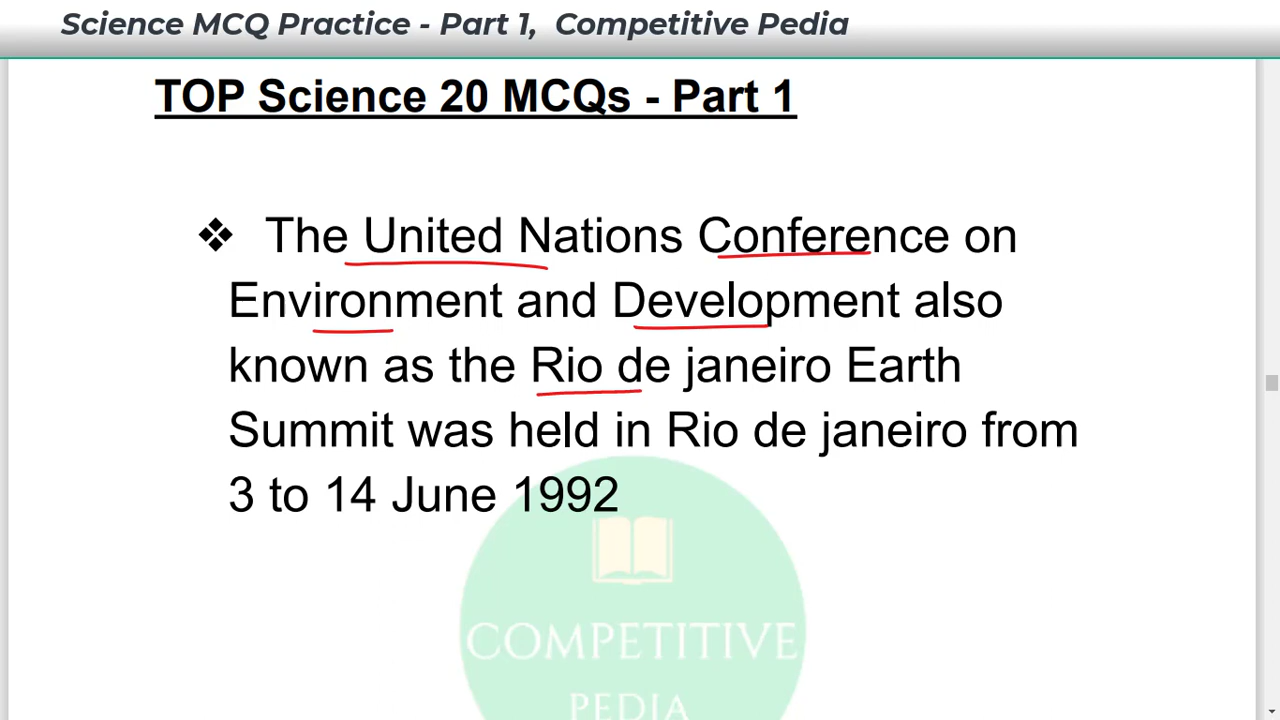 Science MCQ Practice - Part 1, Competitive Pedia
TOP Science 20 MCQs - Part 1
❖ The United Nations Conference on
Environment and Development also
known as the Rio de janeiro Earth
Summit was held in Rio de janeiro from
3 to 14 June 1992
COMPETITIVE
PEDIA